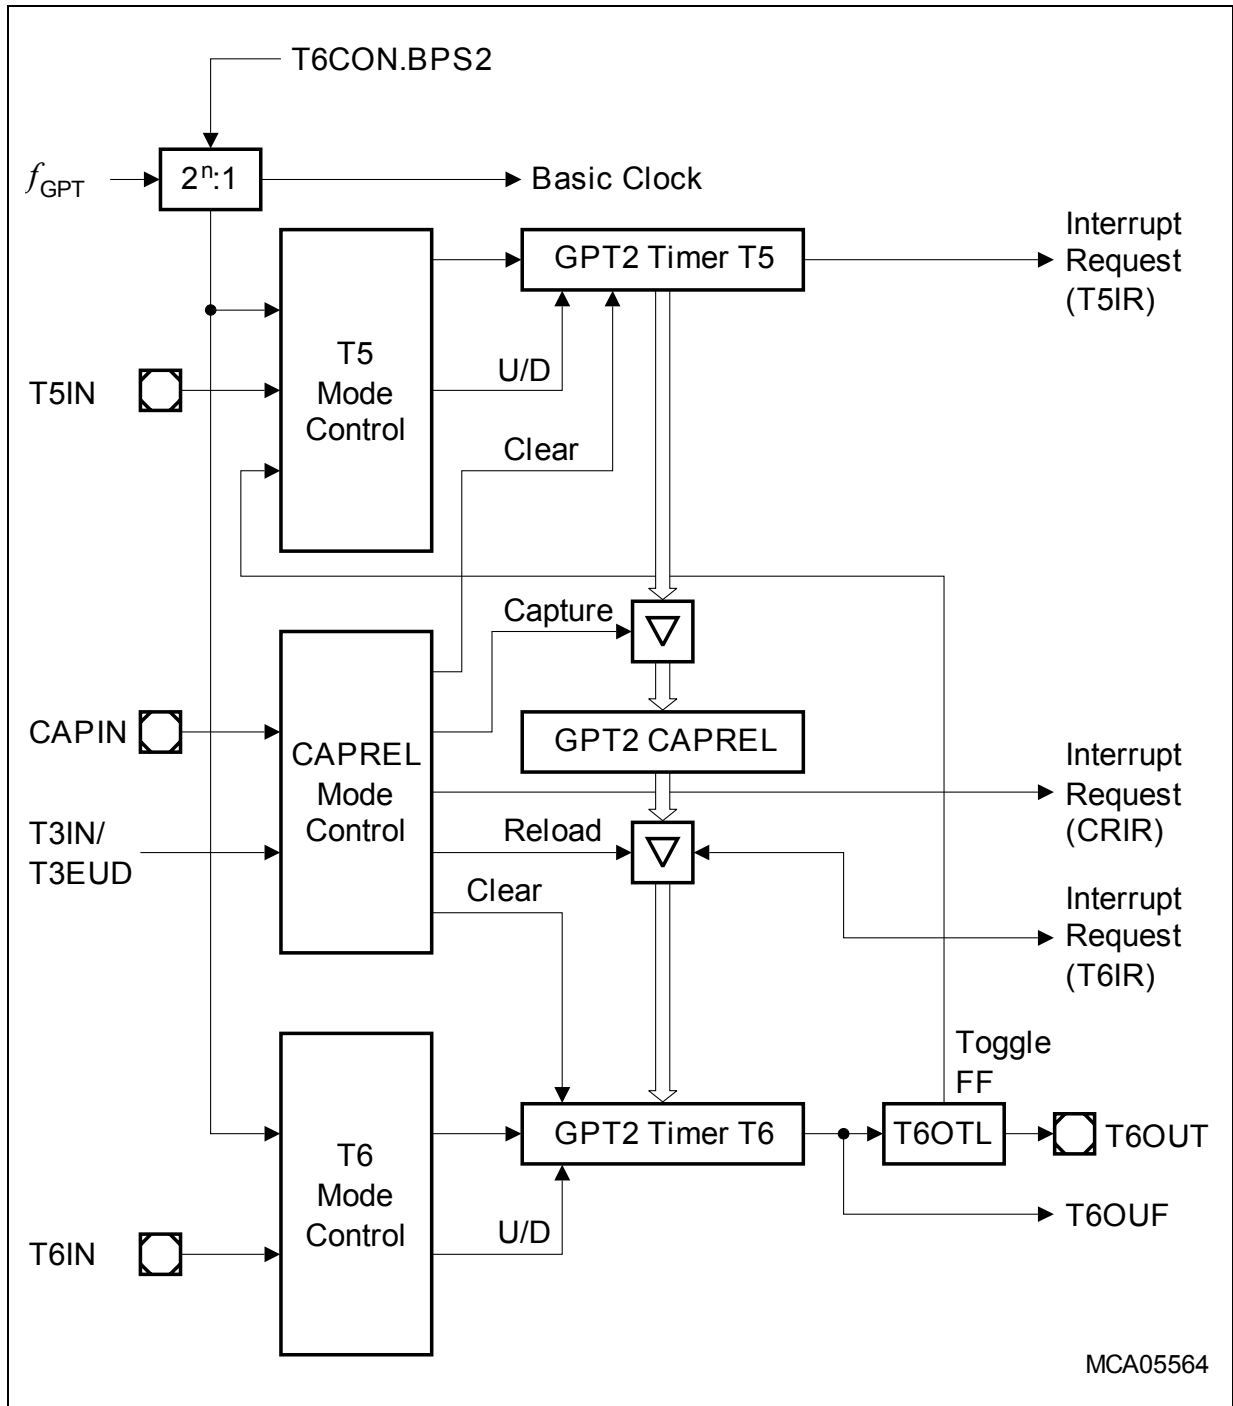 T6CON.BPS2
fGPT
2ⁿ:1
Basic Clock
GPT2 Timer T5
Interrupt
Request
(T5IR)
T5
Mode
Control
U/D
T5IN
Clear
Capture
CAPIN
CAPREL
Mode
Control
GPT2 CAPREL
Interrupt
Request
(CRIR)
T3IN/
T3EUD
Reload
Clear
Interrupt
Request
(T6IR)
Toggle
FF
T6
Mode
Control
GPT2 Timer T6
T6OTL
T6OUT
U/D
T6OUF
T6IN
MCA05564